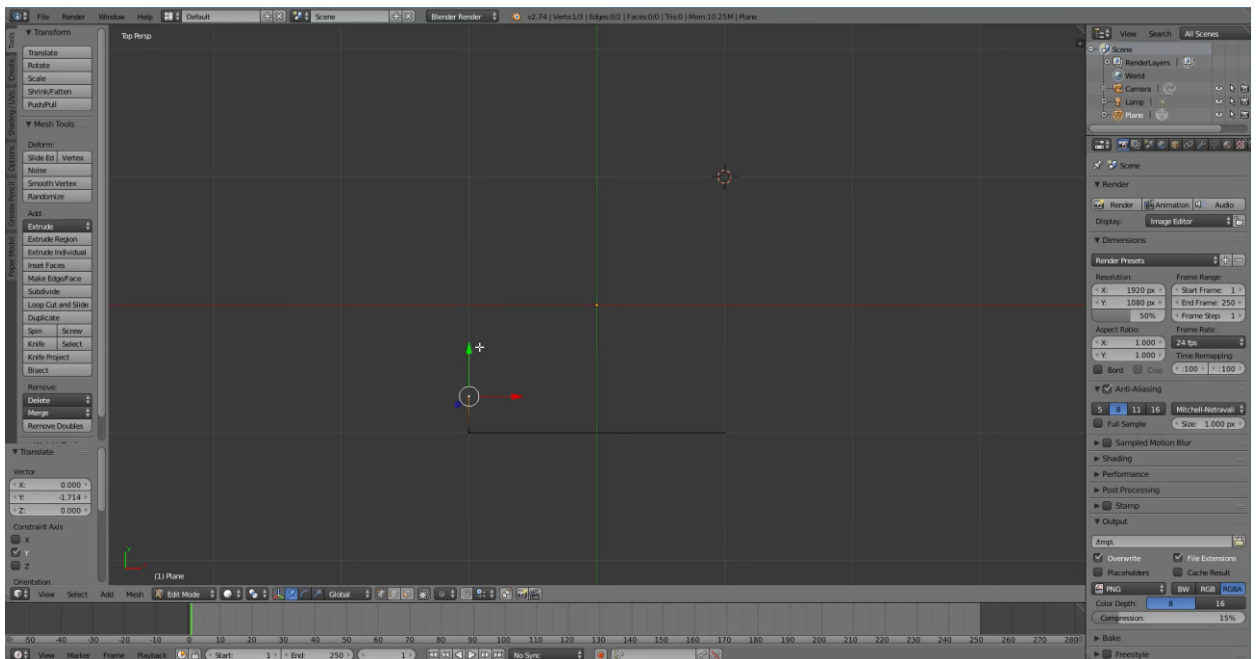 File Render Window Help Default Scene Blender Render v2.74 | Verts:1/3 | Edges:0/2 | Faces:0/0 | Tris:0 | Mem:10.25M | Plane
Tools
Create
Shading / UVs
Options
Grease Pencil
Paper Model
Transform
Translate
Rotate
Scale
Shrink/Fatten
Push/Pull
Mesh Tools
Deform:
Slide Ed Vertex
Noise
Smooth Vertex
Randomize
Add:
Extrude
Extrude Region
Extrude Individual
Inset Faces
Make Edge/Face
Subdivide
Loop Cut and Slide
Duplicate
Spin Screw
Knife Select
Knife Project
Bisect
Remove:
Delete
Merge
Remove Doubles
Translate
Vector
X: 0.000
Y: -1.714
Z: 0.000
Constraint Axis
X
Y
Z
Orientation
Top Persp
Y
(1) Plane
View Select Add Mesh Edit Mode Global
-50 -40 -30 -20 -10 0 10 20 30 40 50 60 70 80 90 100 110 120 130 140 150 160 170 180 190 200 210 220 230 240 250 260 270 280
View Marker Frame Playback Start: 1 End: 250 1 No Sync
View Search All Scenes
Scene
RenderLayers |
World
Camera |
Lamp |
Plane |
Scene
Render
Render Animation Audio
Display: Image Editor
Dimensions
Render Presets
Resolution: Frame Range:
X: 1920 px Start Frame: 1
Y: 1080 px End Frame: 250
50% Frame Step: 1
Aspect Ratio: Frame Rate:
X: 1.000 24 fps
Y: 1.000 Time Remapping:
Bord Crop :100 :100
Anti-Aliasing
5 8 11 16 Mitchell-Netravali
Full Sample Size: 1.000 px
Sampled Motion Blur
Shading
Performance
Post Processing
Stamp
Output
/tmp\
Overwrite File Extensions
Placeholders Cache Result
PNG BW RGB RGBA
Color Depth: 8 16
Compression: 15%
Bake
Freestyle